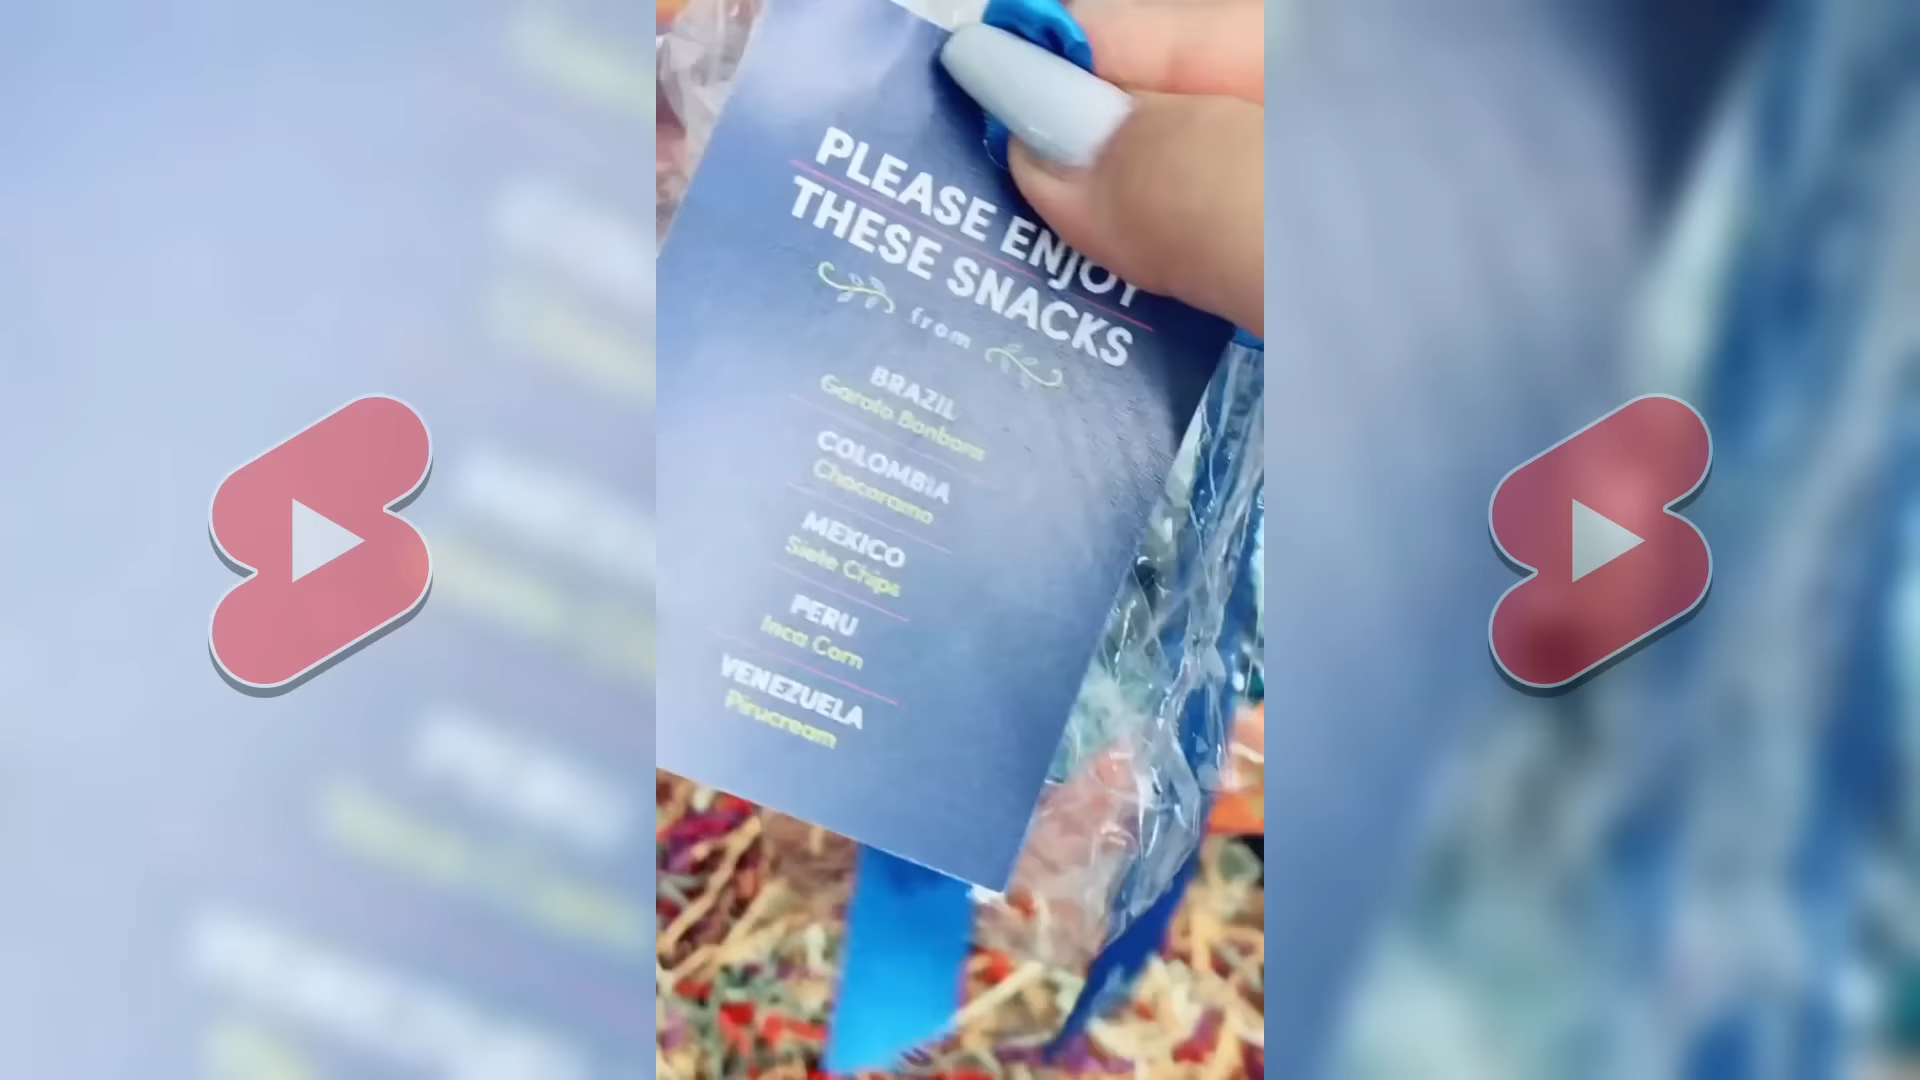 PLEASE ENJOY
THESE SNACKS
from
BRAZIL
Garoto Bonbons
COLOMBIA
Chocoramo
MEXICO
Siete Chips
PERU
Inca Corn
VENEZUELA
Pirucream